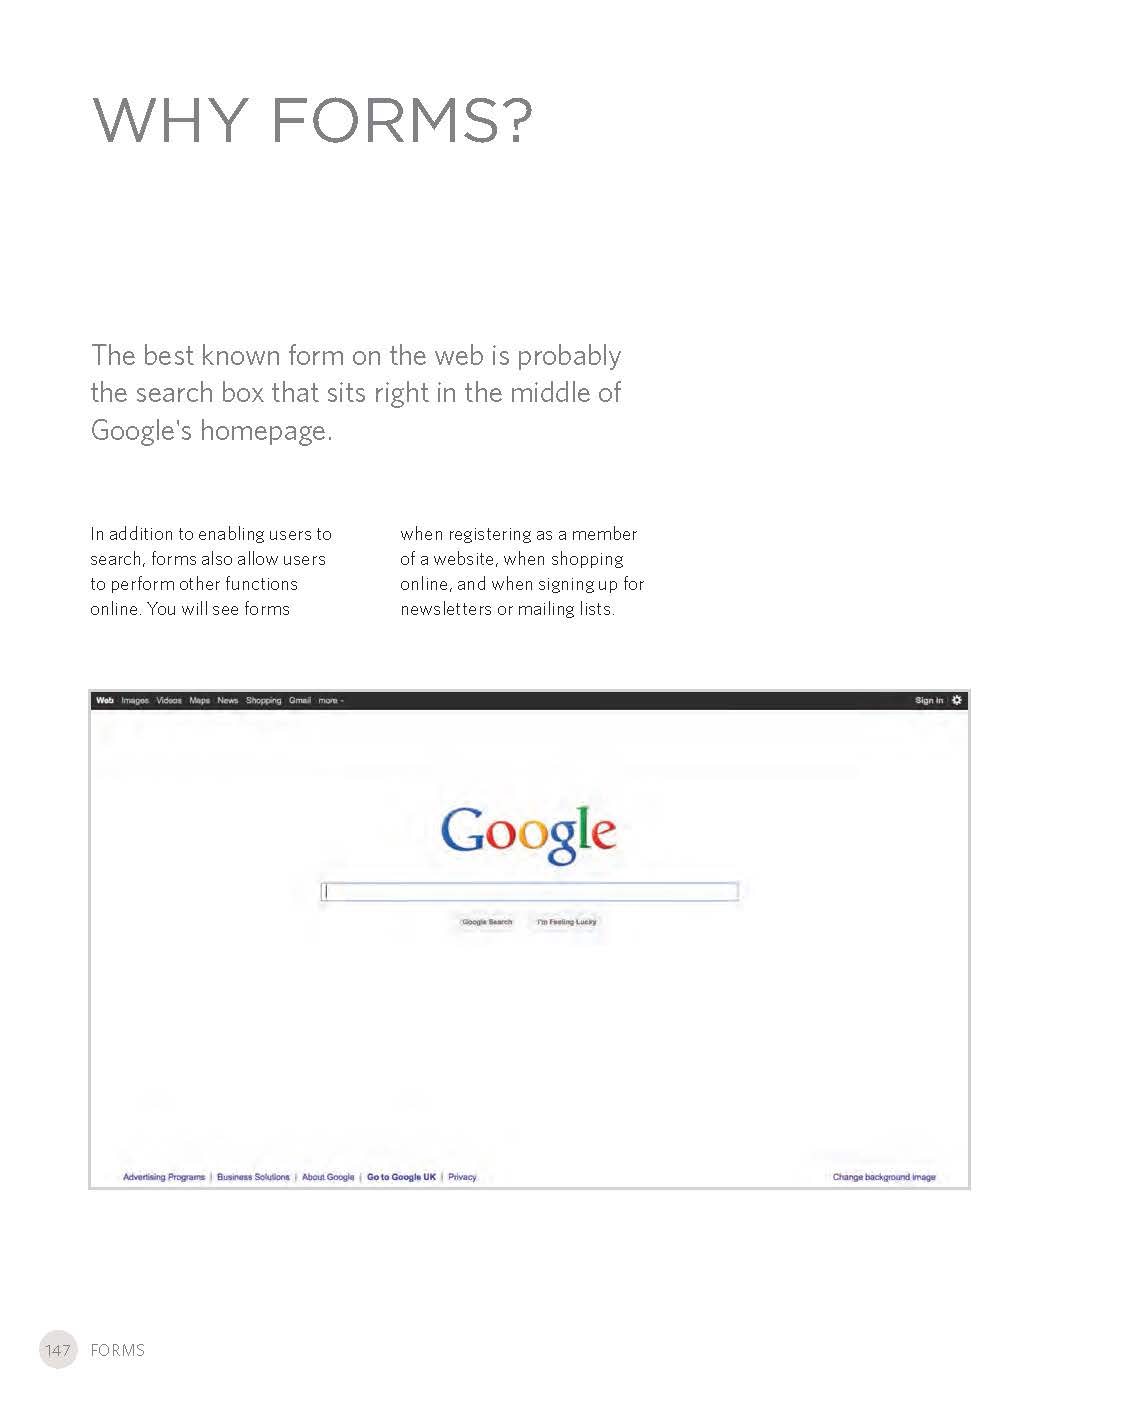 WHY FORMS?
The best known form on the web is probably
the search box that sits right in the middle of
Google's homepage.
In addition to enabling users to
search, forms also allow users
to perform other functions
online. You will see forms
when registering as a member
of a website, when shopping
online, and when signing up for
newsletters or mailing lists.
Web Images Videos Maps News Shopping Gmail more - Sign in
Google
Google Search I'm Feeling Lucky
Advertising Programs | Business Solutions | About Google | Go to Google UK | Privacy Change background image
147 FORMS